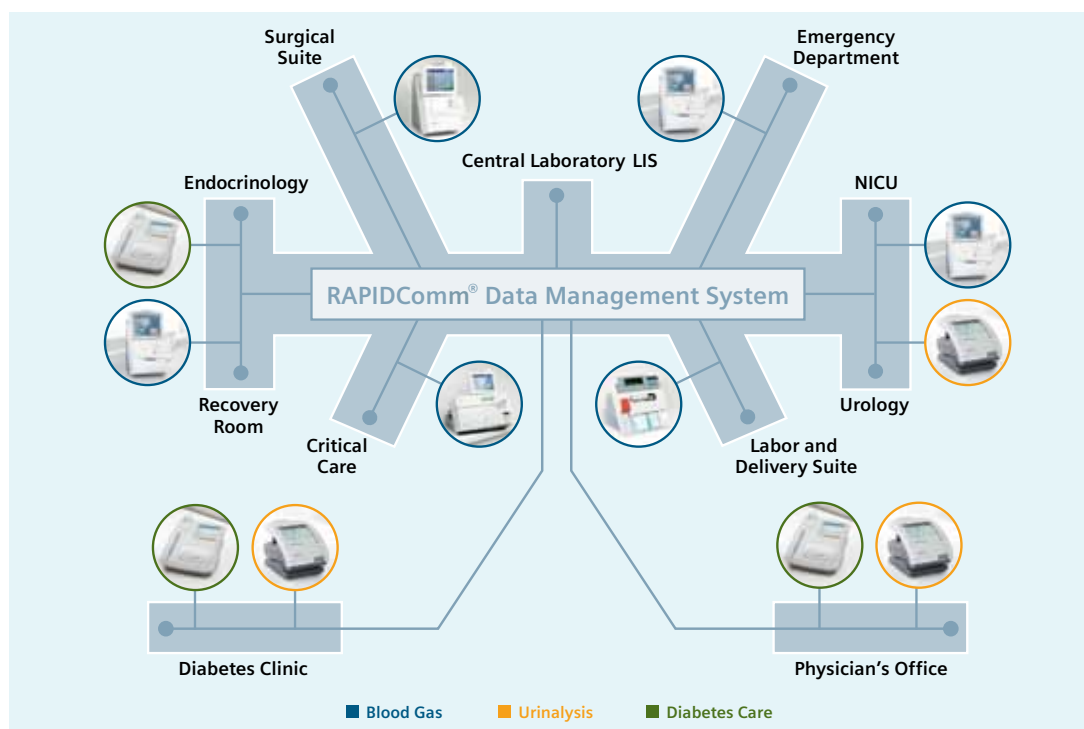 Surgical
Suite
Emergency
Department
Central Laboratory LIS
Endocrinology
NICU
RAPIDComm® Data Management System
Recovery
Room
Urology
Critical
Care
Labor and
Delivery Suite
Diabetes Clinic
Physician’s Office
Blood Gas
Urinalysis
Diabetes Care